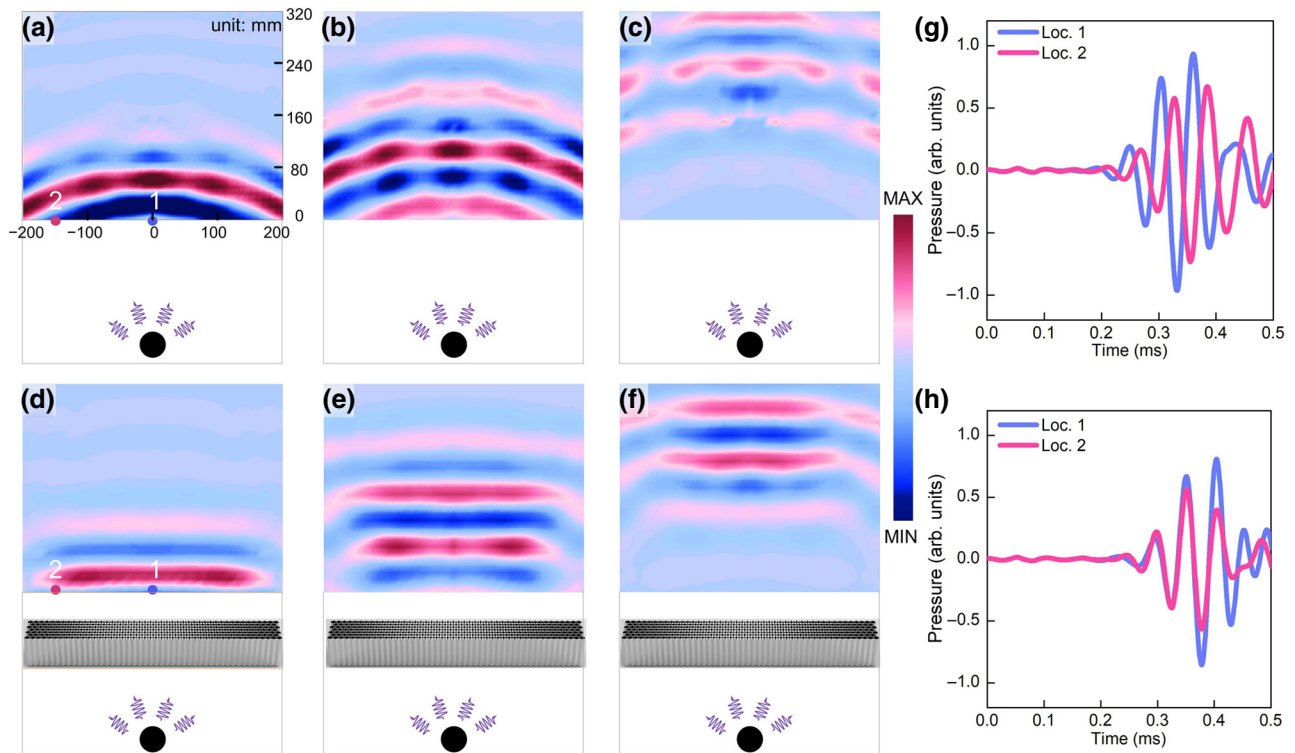 (a)
unit: mm
320
240
160
80
0
2
1
−200
−100
0
100
200
(b)
(c)
MAX
MIN
(g)
Loc. 1
Loc. 2
Pressure (arb. units)
1.0
0.5
0.0
−0.5
−1.0
0.0 0.1 0.2 0.3 0.4 0.5
Time (ms)
(d)
2
1
(e)
(f)
(h)
Loc. 1
Loc. 2
Pressure (arb. units)
1.0
0.5
0.0
−0.5
−1.0
0.0 0.1 0.2 0.3 0.4 0.5
Time (ms)